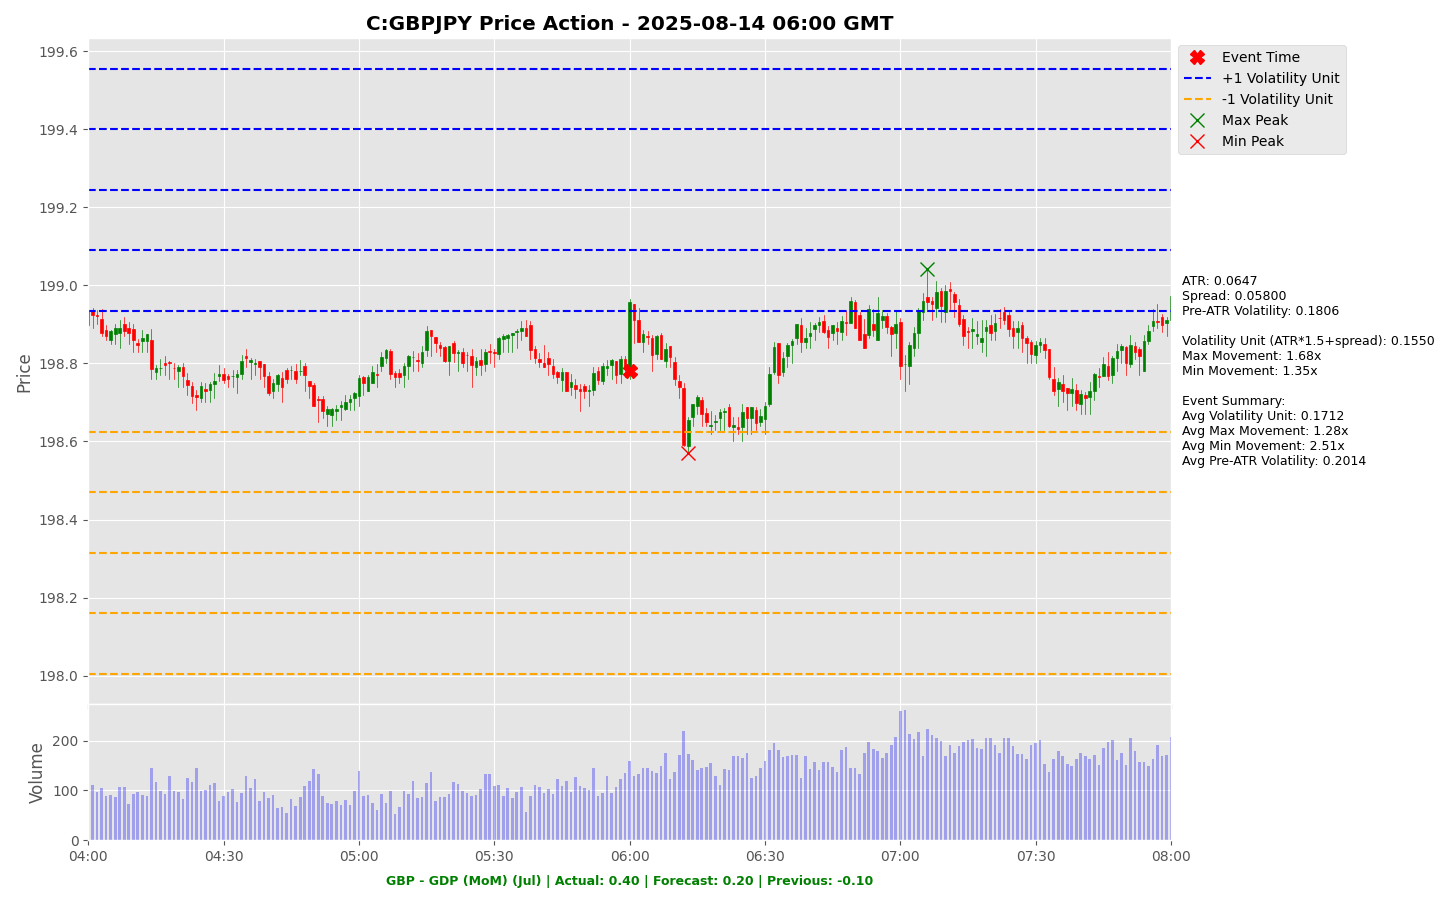 C:GBPJPY Price Action - 2025-08-14 06:00 GMT
199.6
199.4
199.2
199.0
198.8
198.6
198.4
198.2
198.0
Price
Event Time
+1 Volatility Unit
-1 Volatility Unit
Max Peak
Min Peak
ATR: 0.0647
Spread: 0.05800
Pre-ATR Volatility: 0.1806
Volatility Unit (ATR*1.5+spread): 0.1550
Max Movement: 1.68x
Min Movement: 1.35x
Event Summary:
Avg Volatility Unit: 0.1712
Avg Max Movement: 1.28x
Avg Min Movement: 2.51x
Avg Pre-ATR Volatility: 0.2014
200
100
0
Volume
04:00 04:30 05:00 05:30 06:00 06:30 07:00 07:30 08:00
GBP - GDP (MoM) (Jul) | Actual: 0.40 | Forecast: 0.20 | Previous: -0.10